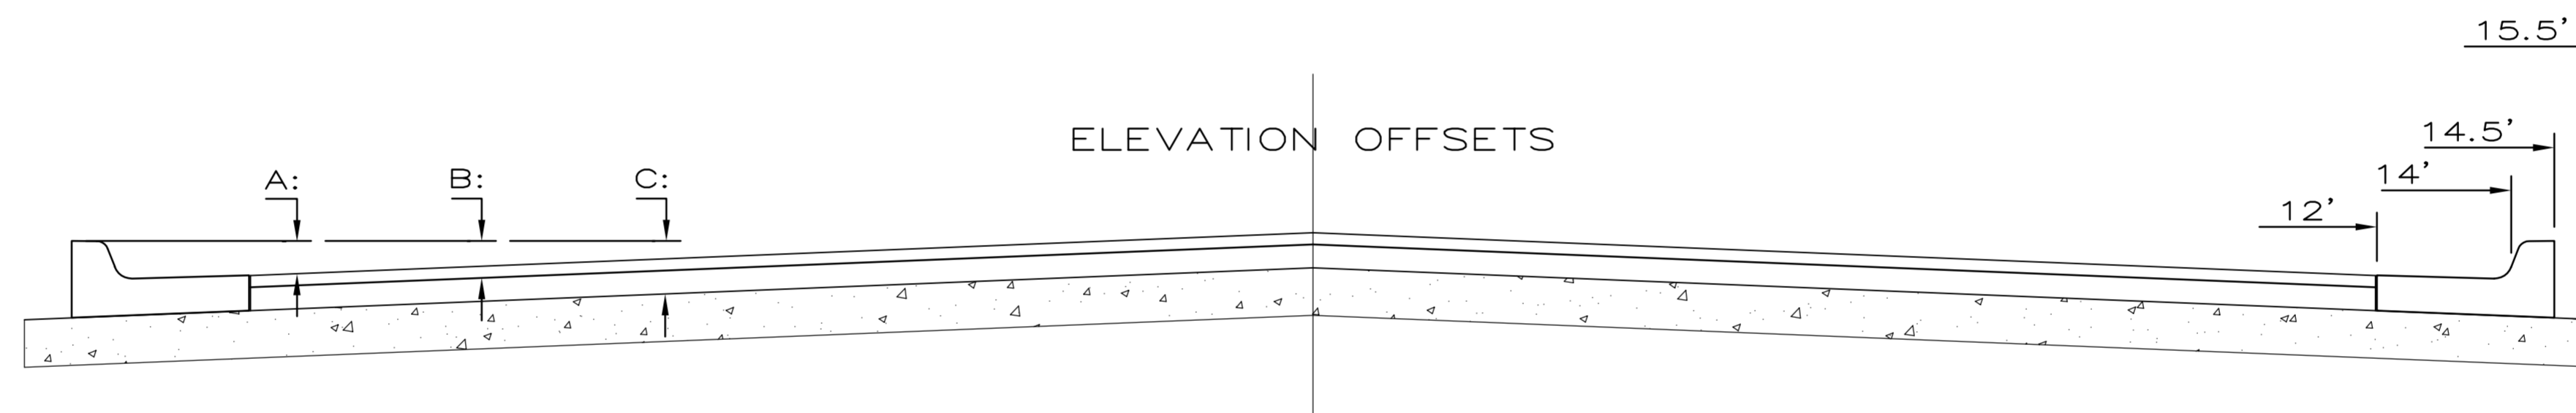 15.5’
ELEVATION OFFSETS
14.5’
A: B: C:
14’
12’